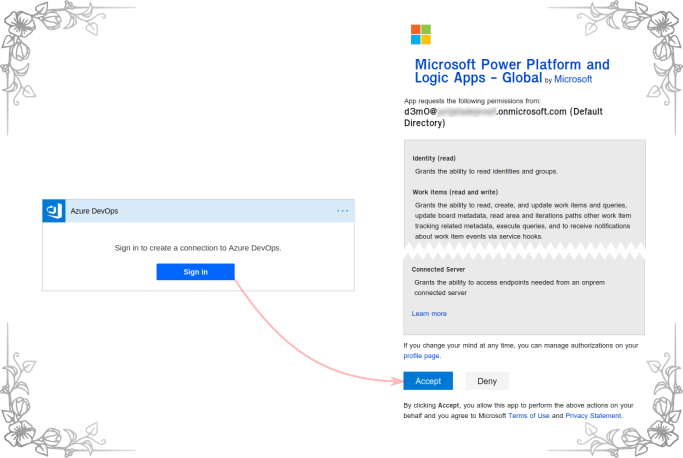 Azure DevOps
Sign in to create a connection to Azure DevOps.
Sign in
Microsoft Power Platform and
Logic Apps - Global by Microsoft
App requests the following permissions from:
d3m0@ .onmicrosoft.com (Default
Directory)
Identity (read)
Grants the ability to read identities and groups.
Work items (read and write)
Grants the ability to read, create, and update work items and queries,
update board metadata, read area and iterations paths other work item
tracking related metadata, execute queries, and to receive notifications
about work item events via service hooks.
Connected Server
Grants the ability to access endpoints needed from an onprem
connected server
Learn more
If you change your mind at any time, you can manage authorizations on your
profile page.
Accept
Deny
By clicking Accept, you allow this app to perform the above actions on your
behalf and you agree to Microsoft Terms of Use and Privacy Statement.